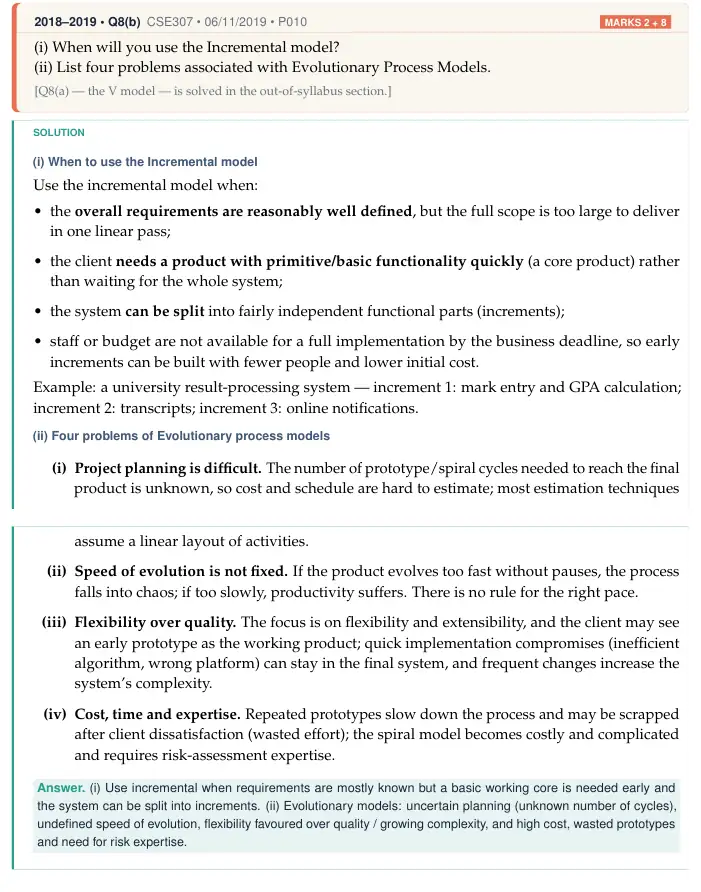 2018–2019 • Q8(b) CSE307 • 06/11/2019 • P010 MARKS 2 + 8
(i) When will you use the Incremental model?
(ii) List four problems associated with Evolutionary Process Models.
[Q8(a) — the V model — is solved in the out-of-syllabus section.]
SOLUTION
(i) When to use the Incremental model
Use the incremental model when:
• the overall requirements are reasonably well defined, but the full scope is too large to deliver
in one linear pass;
• the client needs a product with primitive/basic functionality quickly (a core product) rather
than waiting for the whole system;
• the system can be split into fairly independent functional parts (increments);
• staff or budget are not available for a full implementation by the business deadline, so early
increments can be built with fewer people and lower initial cost.
Example: a university result-processing system — increment 1: mark entry and GPA calculation;
increment 2: transcripts; increment 3: online notifications.
(ii) Four problems of Evolutionary process models
(i) Project planning is difficult. The number of prototype/spiral cycles needed to reach the final
product is unknown, so cost and schedule are hard to estimate; most estimation techniques
assume a linear layout of activities.
(ii) Speed of evolution is not fixed. If the product evolves too fast without pauses, the process
falls into chaos; if too slowly, productivity suffers. There is no rule for the right pace.
(iii) Flexibility over quality. The focus is on flexibility and extensibility, and the client may see
an early prototype as the working product; quick implementation compromises (inefficient
algorithm, wrong platform) can stay in the final system, and frequent changes increase the
system's complexity.
(iv) Cost, time and expertise. Repeated prototypes slow down the process and may be scrapped
after client dissatisfaction (wasted effort); the spiral model becomes costly and complicated
and requires risk-assessment expertise.
Answer. (i) Use incremental when requirements are mostly known but a basic working core is needed early and
the system can be split into increments. (ii) Evolutionary models: uncertain planning (unknown number of cycles),
undefined speed of evolution, flexibility favoured over quality / growing complexity, and high cost, wasted prototypes
and need for risk expertise.